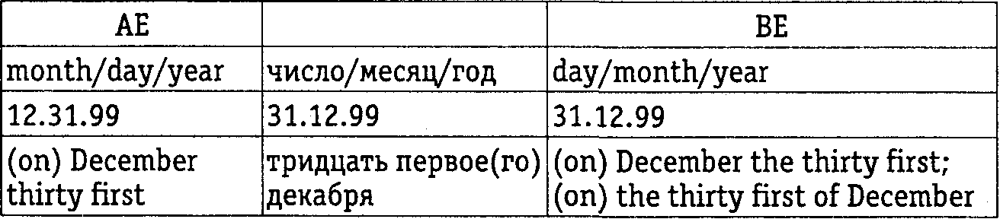 AE BE
month/day/year число/месяц/год day/month/year
12.31.99 31.12.99 31.12.99
(on) December тридцать первое(го) (on) December the thirty first;
thirty first декабря (on) the thirty first of December